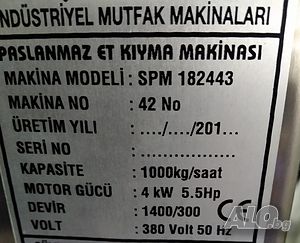 NDÜSTRİYEL MUTFAK MAKİNALARI
PASLANMAZ ET KIYMA MAKİNASI
MAKİNA MODELİ : SPM 182443
MAKİNA NO : 42 No
ÜRETİM YILI : ..../..../201...
SERİ NO : ..................
KAPASİTE : 1000kg/saat
MOTOR GÜCÜ : 4 kW 5.5Hp
DEVİR : 1400/300 CE
VOLT : 380 Volt 50 Hz
ALO.bg